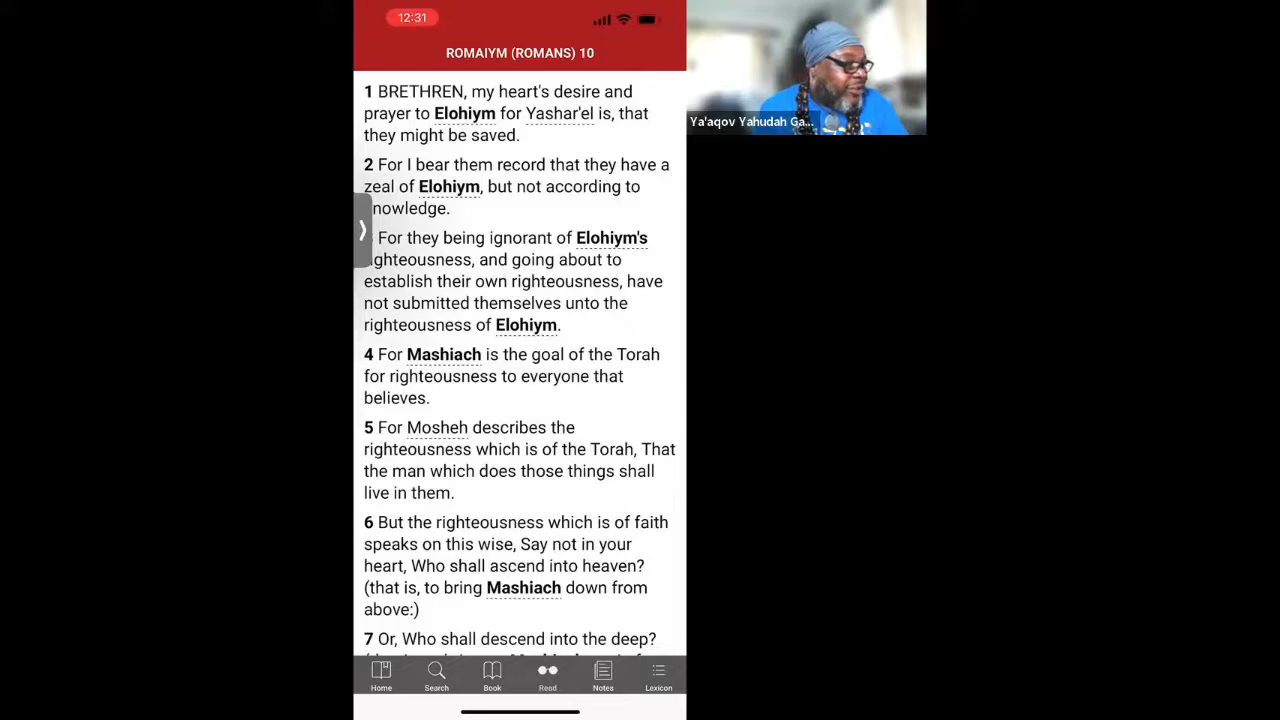 12:31
ROMAIYM (ROMANS) 10
1 BRETHREN, my heart's desire and
prayer to Elohiym for Yashar'el is, that
they might be saved.
2 For I bear them record that they have a
zeal of Elohiym, but not according to
nowledge.
For they being ignorant of Elohiym's
ighteousness, and going about to
establish their own righteousness, have
not submitted themselves unto the
righteousness of Elohiym.
4 For Mashiach is the goal of the Torah
for righteousness to everyone that
believes.
5 For Mosheh describes the
righteousness which is of the Torah, That
the man which does those things shall
live in them.
6 But the righteousness which is of faith
speaks on this wise, Say not in your
heart, Who shall ascend into heaven?
(that is, to bring Mashiach down from
above:)
7 Or, Who shall descend into the deep?
Home Search Book Read Notes Lexicon
Ya'aqov Yahudah Ga...